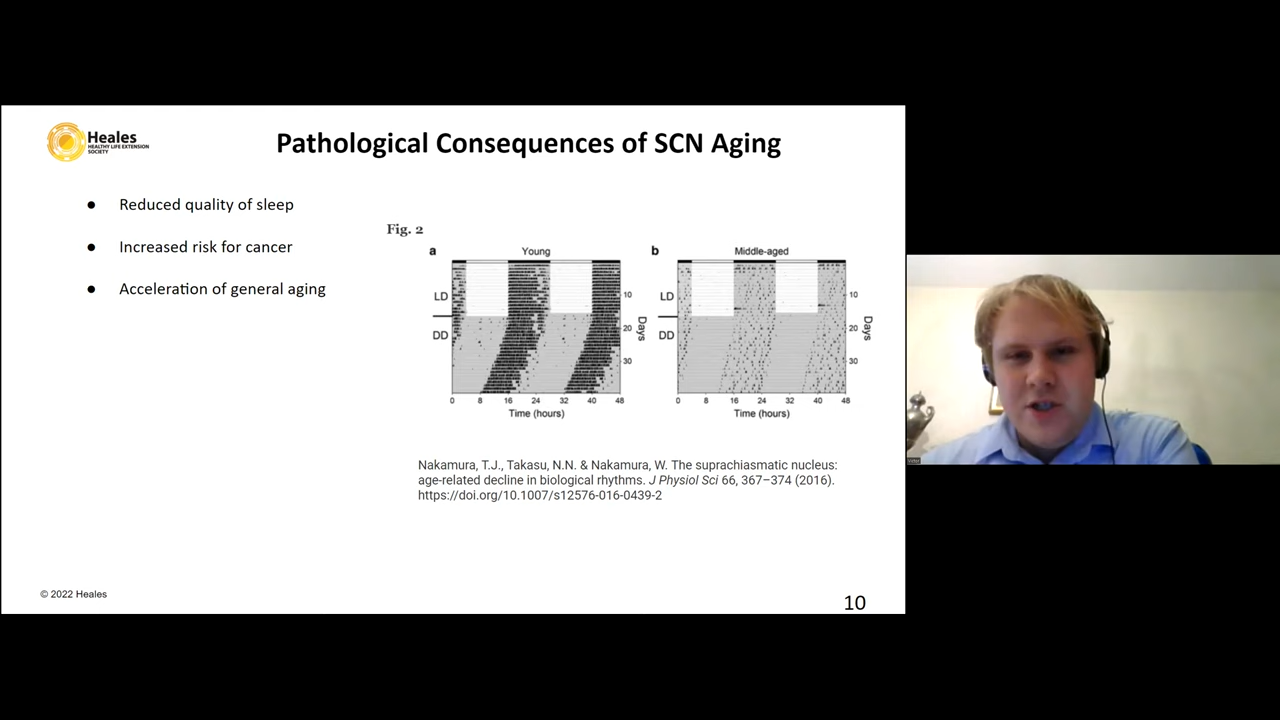 Heales
HEALTHY LIFE EXTENSION
SOCIETY
Pathological Consequences of SCN Aging
● Reduced quality of sleep
● Increased risk for cancer
● Acceleration of general aging
Fig. 2
a
Young
LD
DD
10
20
30
Days
0 8 16 24 32 40 48
Time (hours)
b
Middle-aged
LD
DD
10
20
30
Days
0 8 16 24 32 40 48
Time (hours)
Nakamura, T.J., Takasu, N.N. & Nakamura, W. The suprachiasmatic nucleus:
age-related decline in biological rhythms. J Physiol Sci 66, 367–374 (2016).
https://doi.org/10.1007/s12576-016-0439-2
© 2022 Heales
10